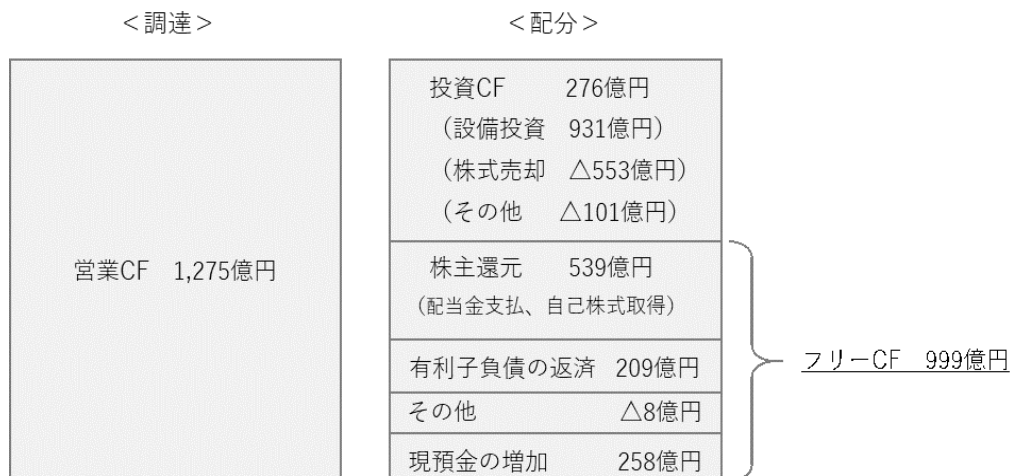 ＜調達＞
営業CF 1,275億円
＜配分＞
投資CF 276億円
（設備投資 931億円）
（株式売却 △553億円）
（その他 △101億円）
株主還元 539億円
（配当金支払、自己株式取得）
有利子負債の返済 209億円
その他 △8億円
現預金の増加 258億円
フリーCF 999億円